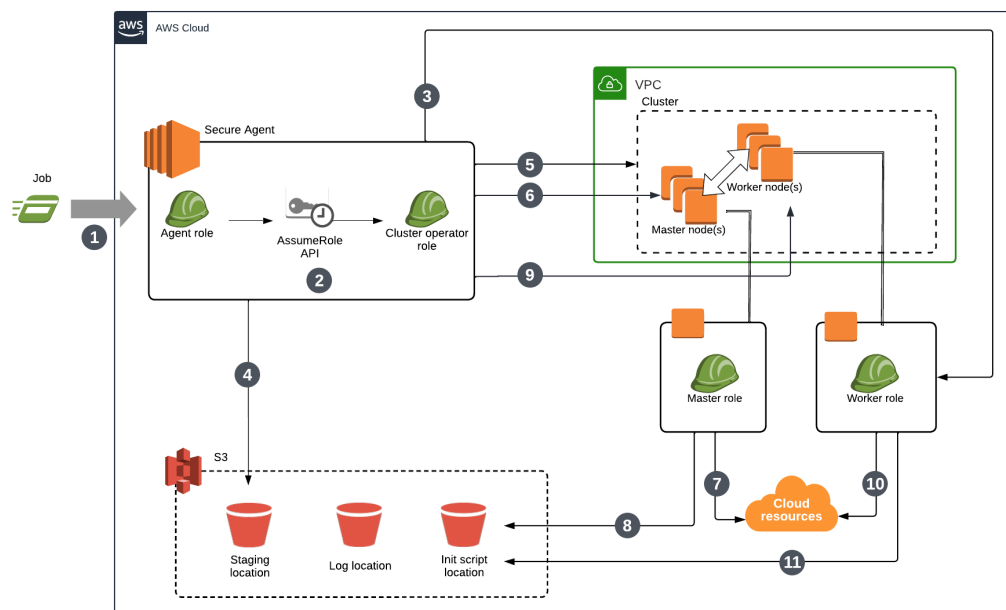 aws
AWS Cloud
3
VPC
Cluster
Secure Agent
Job
1
5
6
Worker node(s)
Master node(s)
Agent role
AssumeRole
API
Cluster operator
role
2
9
4
Master role
Worker role
S3
7
10
Cloud
resources
8
11
Staging
location
Log location
Init script
location